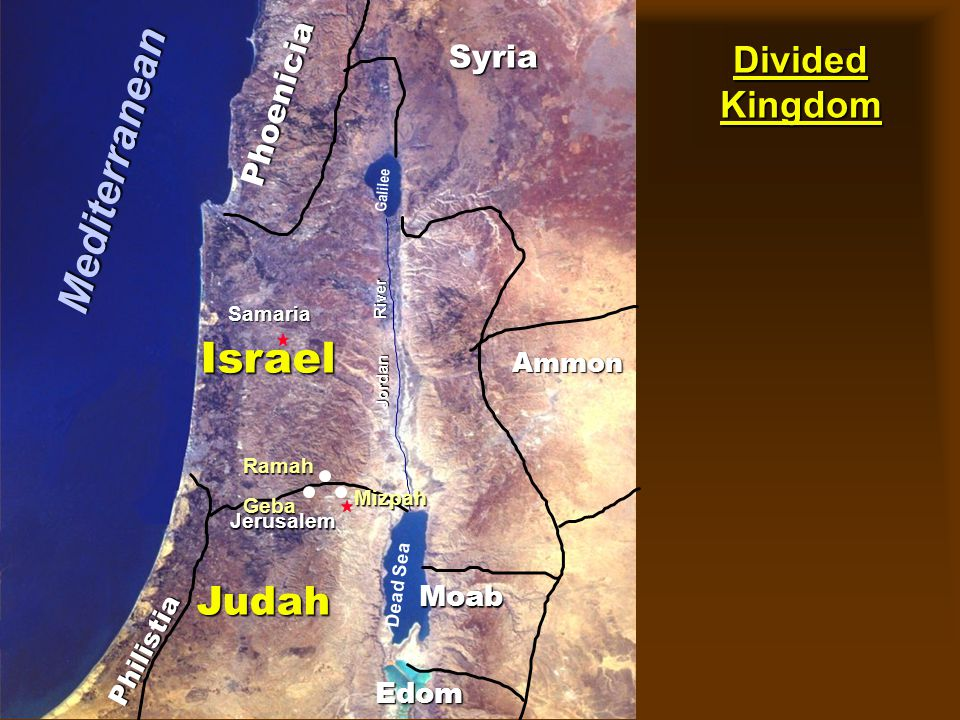 Divided
Kingdom
Mediterranean
Phoenicia
Syria
Galilee
Samaria
Israel
Jordan River
Ammon
Ramah
Geba
Mizpah
Jerusalem
Dead Sea
Judah
Moab
Philistia
Edom